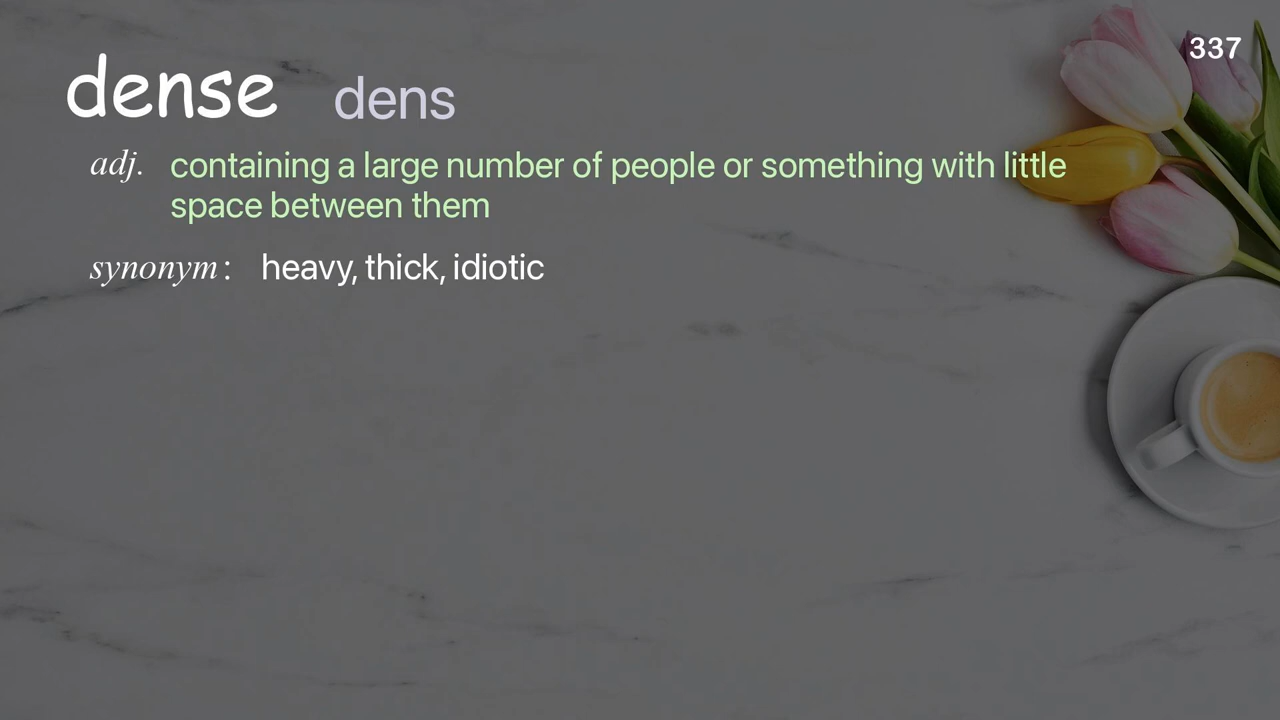 337
dense dens
adj. containing a large number of people or something with little
space between them
synonym: heavy, thick, idiotic